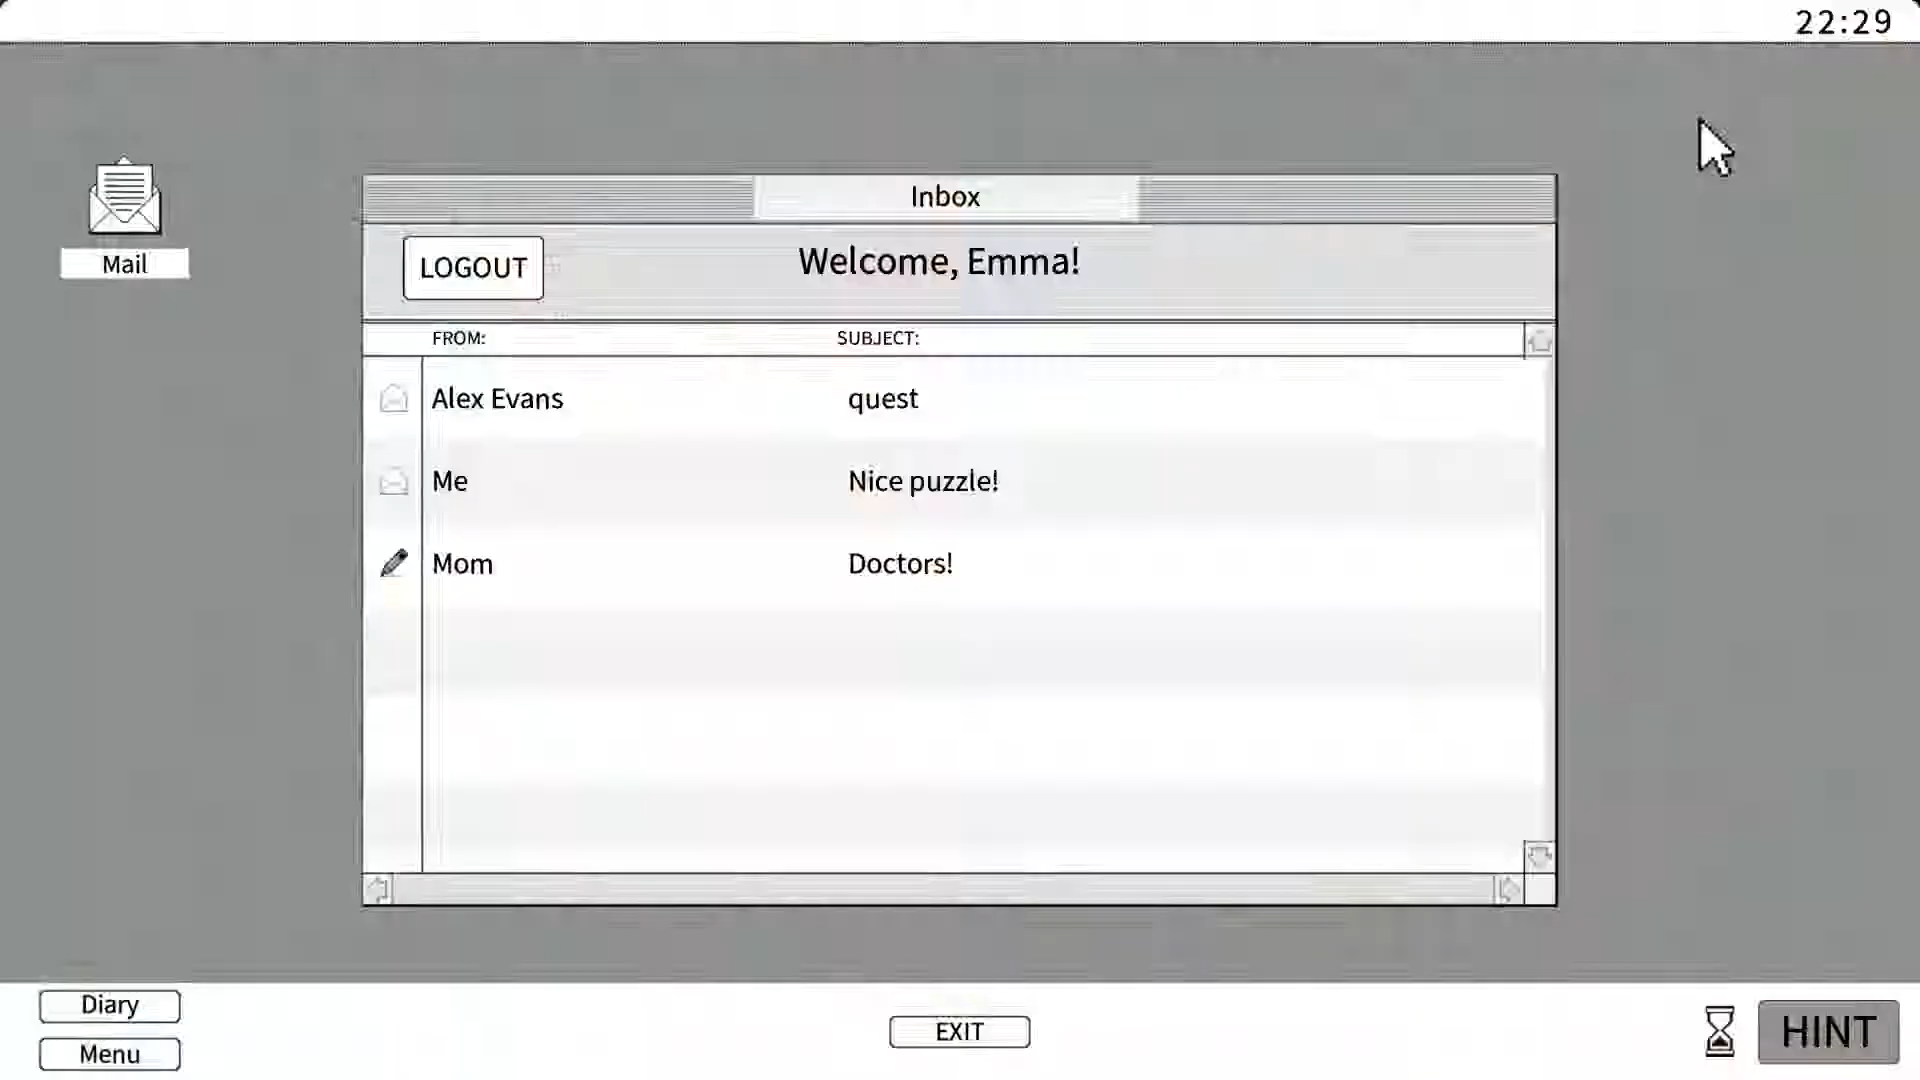 22:29
Mail
Inbox
LOGOUT
Welcome, Emma!
FROM: SUBJECT:
Alex Evans quest
Me Nice puzzle!
Mom Doctors!
Diary
Menu
EXIT
HINT